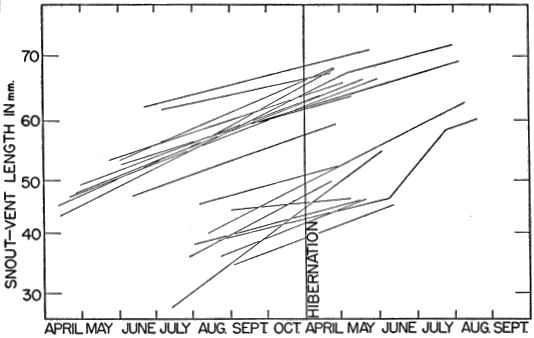 SNOUT-VENT LENGTH IN mm.
70
60
50
40
30
HIBERNATION
APRIL MAY JUNE JULY AUG. SEPT. OCT. APRIL MAY JUNE JULY AUG. SEPT.